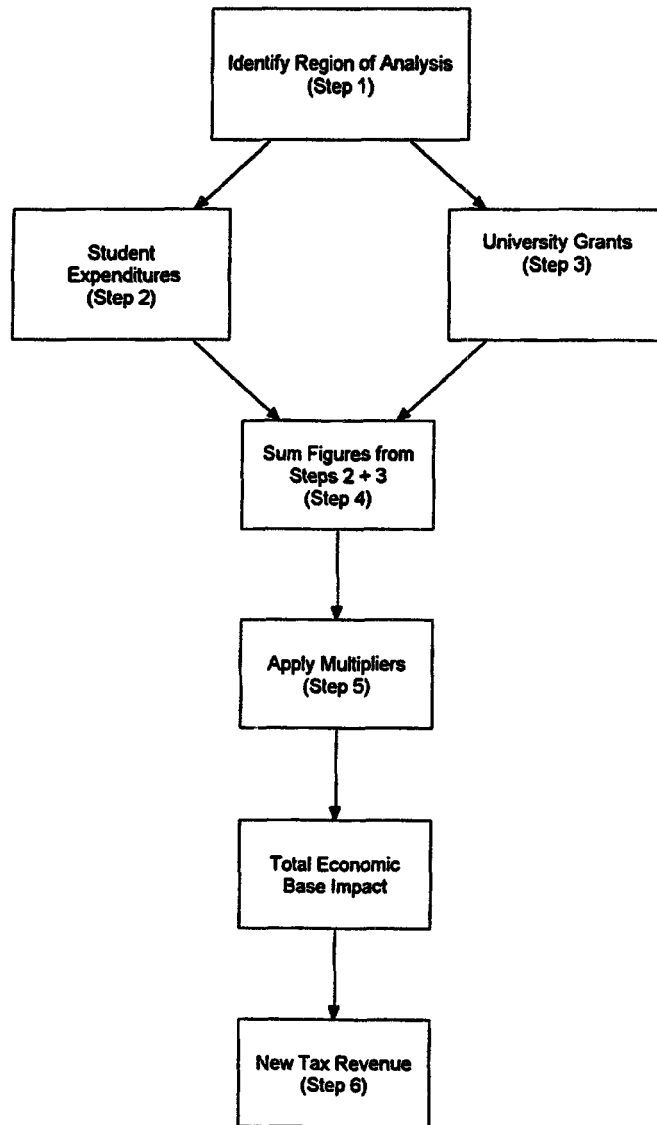 Identify Region of Analysis
(Step 1)
Student
Expenditures
(Step 2)
University Grants
(Step 3)
Sum Figures from
Steps 2 + 3
(Step 4)
Apply Multipliers
(Step 5)
Total Economic
Base Impact
New Tax Revenue
(Step 6)